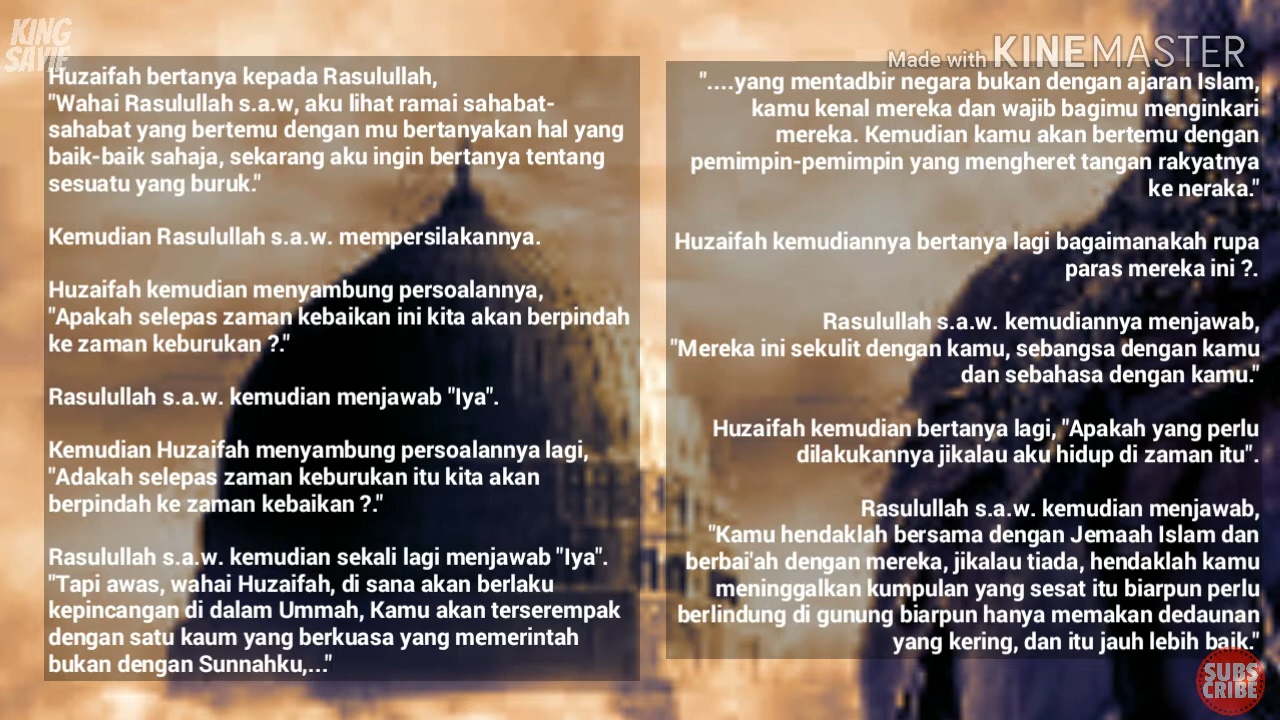 KING
SAYIE
Made with KINEMASTER
Huzaifah bertanya kepada Rasulullah,
"Wahai Rasulullah s.a.w, aku lihat ramai sahabat-
sahabat yang bertemu dengan mu bertanyakan hal yang
baik-baik sahaja, sekarang aku ingin bertanya tentang
sesuatu yang buruk."
Kemudian Rasulullah s.a.w. mempersilakannya.
Huzaifah kemudian menyambung persoalannya,
"Apakah selepas zaman kebaikan ini kita akan berpindah
ke zaman keburukan ?."
Rasulullah s.a.w. kemudian menjawab "Iya".
Kemudian Huzaifah menyambung persoalannya lagi,
"Adakah selepas zaman keburukan itu kita akan
berpindah ke zaman kebaikan ?."
Rasulullah s.a.w. kemudian sekali lagi menjawab "Iya".
"Tapi awas, wahai Huzaifah, di sana akan berlaku
kepincangan di dalam Ummah, Kamu akan terserempak
dengan satu kaum yang berkuasa yang memerintah
bukan dengan Sunnahku,..."
"....yang mentadbir negara bukan dengan ajaran Islam,
kamu kenal mereka dan wajib bagimu menginkari
mereka. Kemudian kamu akan bertemu dengan
pemimpin-pemimpin yang mengheret tangan rakyatnya
ke neraka."
Huzaifah kemudiannya bertanya lagi bagaimanakah rupa
paras mereka ini ?.
Rasulullah s.a.w. kemudiannya menjawab,
"Mereka ini sekulit dengan kamu, sebangsa dengan kamu
dan sebahasa dengan kamu."
Huzaifah kemudian bertanya lagi, "Apakah yang perlu
dilakukannya jikalau aku hidup di zaman itu".
Rasulullah s.a.w. kemudian menjawab,
"Kamu hendaklah bersama dengan Jemaah Islam dan
berbai'ah dengan mereka, jikalau tiada, hendaklah kamu
meninggalkan kumpulan yang sesat itu biarpun perlu
berlindung di gunung biarpun hanya memakan dedaunan
yang kering, dan itu jauh lebih baik."
SUBS
CRIBE